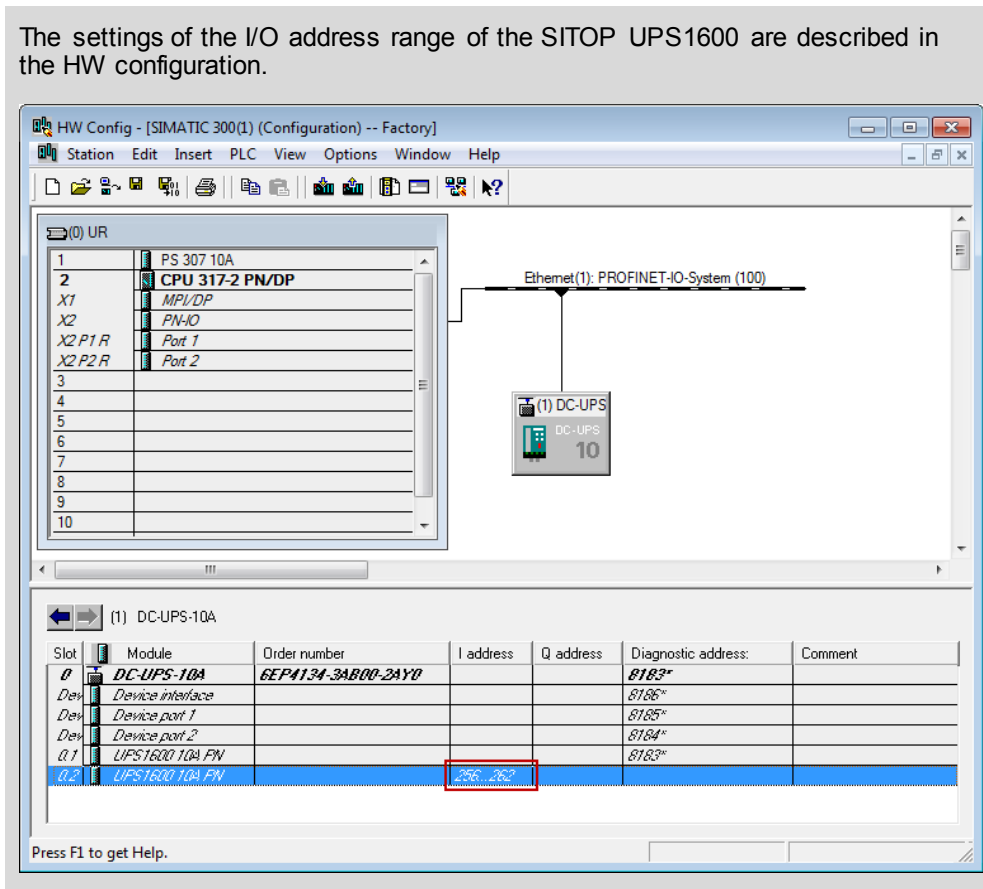 The settings of the I/O address range of the SITOP UPS1600 are described in
the HW configuration.
HW Config - [SIMATIC 300(1) (Configuration) -- Factory]
Station Edit Insert PLC View Options Window Help
(0) UR
1 PS 307 10A
2 CPU 317-2 PN/DP
X1 MPI/DP
X2 PN-IO
X2 P1 R Port 1
X2 P2 R Port 2
3
4
5
6
7
8
9
10
Ethernet(1): PROFINET-IO-System (100)
(1) DC-UPS
DC-UPS
10
(1) DC-UPS-10A
Slot Module Order number I address Q address Diagnostic address: Comment
0 DC-UPS-10A 6EP4134-3AB00-2AY0 8183*
Dev Device interface 8186*
Dev Device port 1 8185*
Dev Device port 2 8184*
0.1 UPS1600 10A PN 8183*
0.2 UPS1600 10A PN 256...262
Press F1 to get Help.